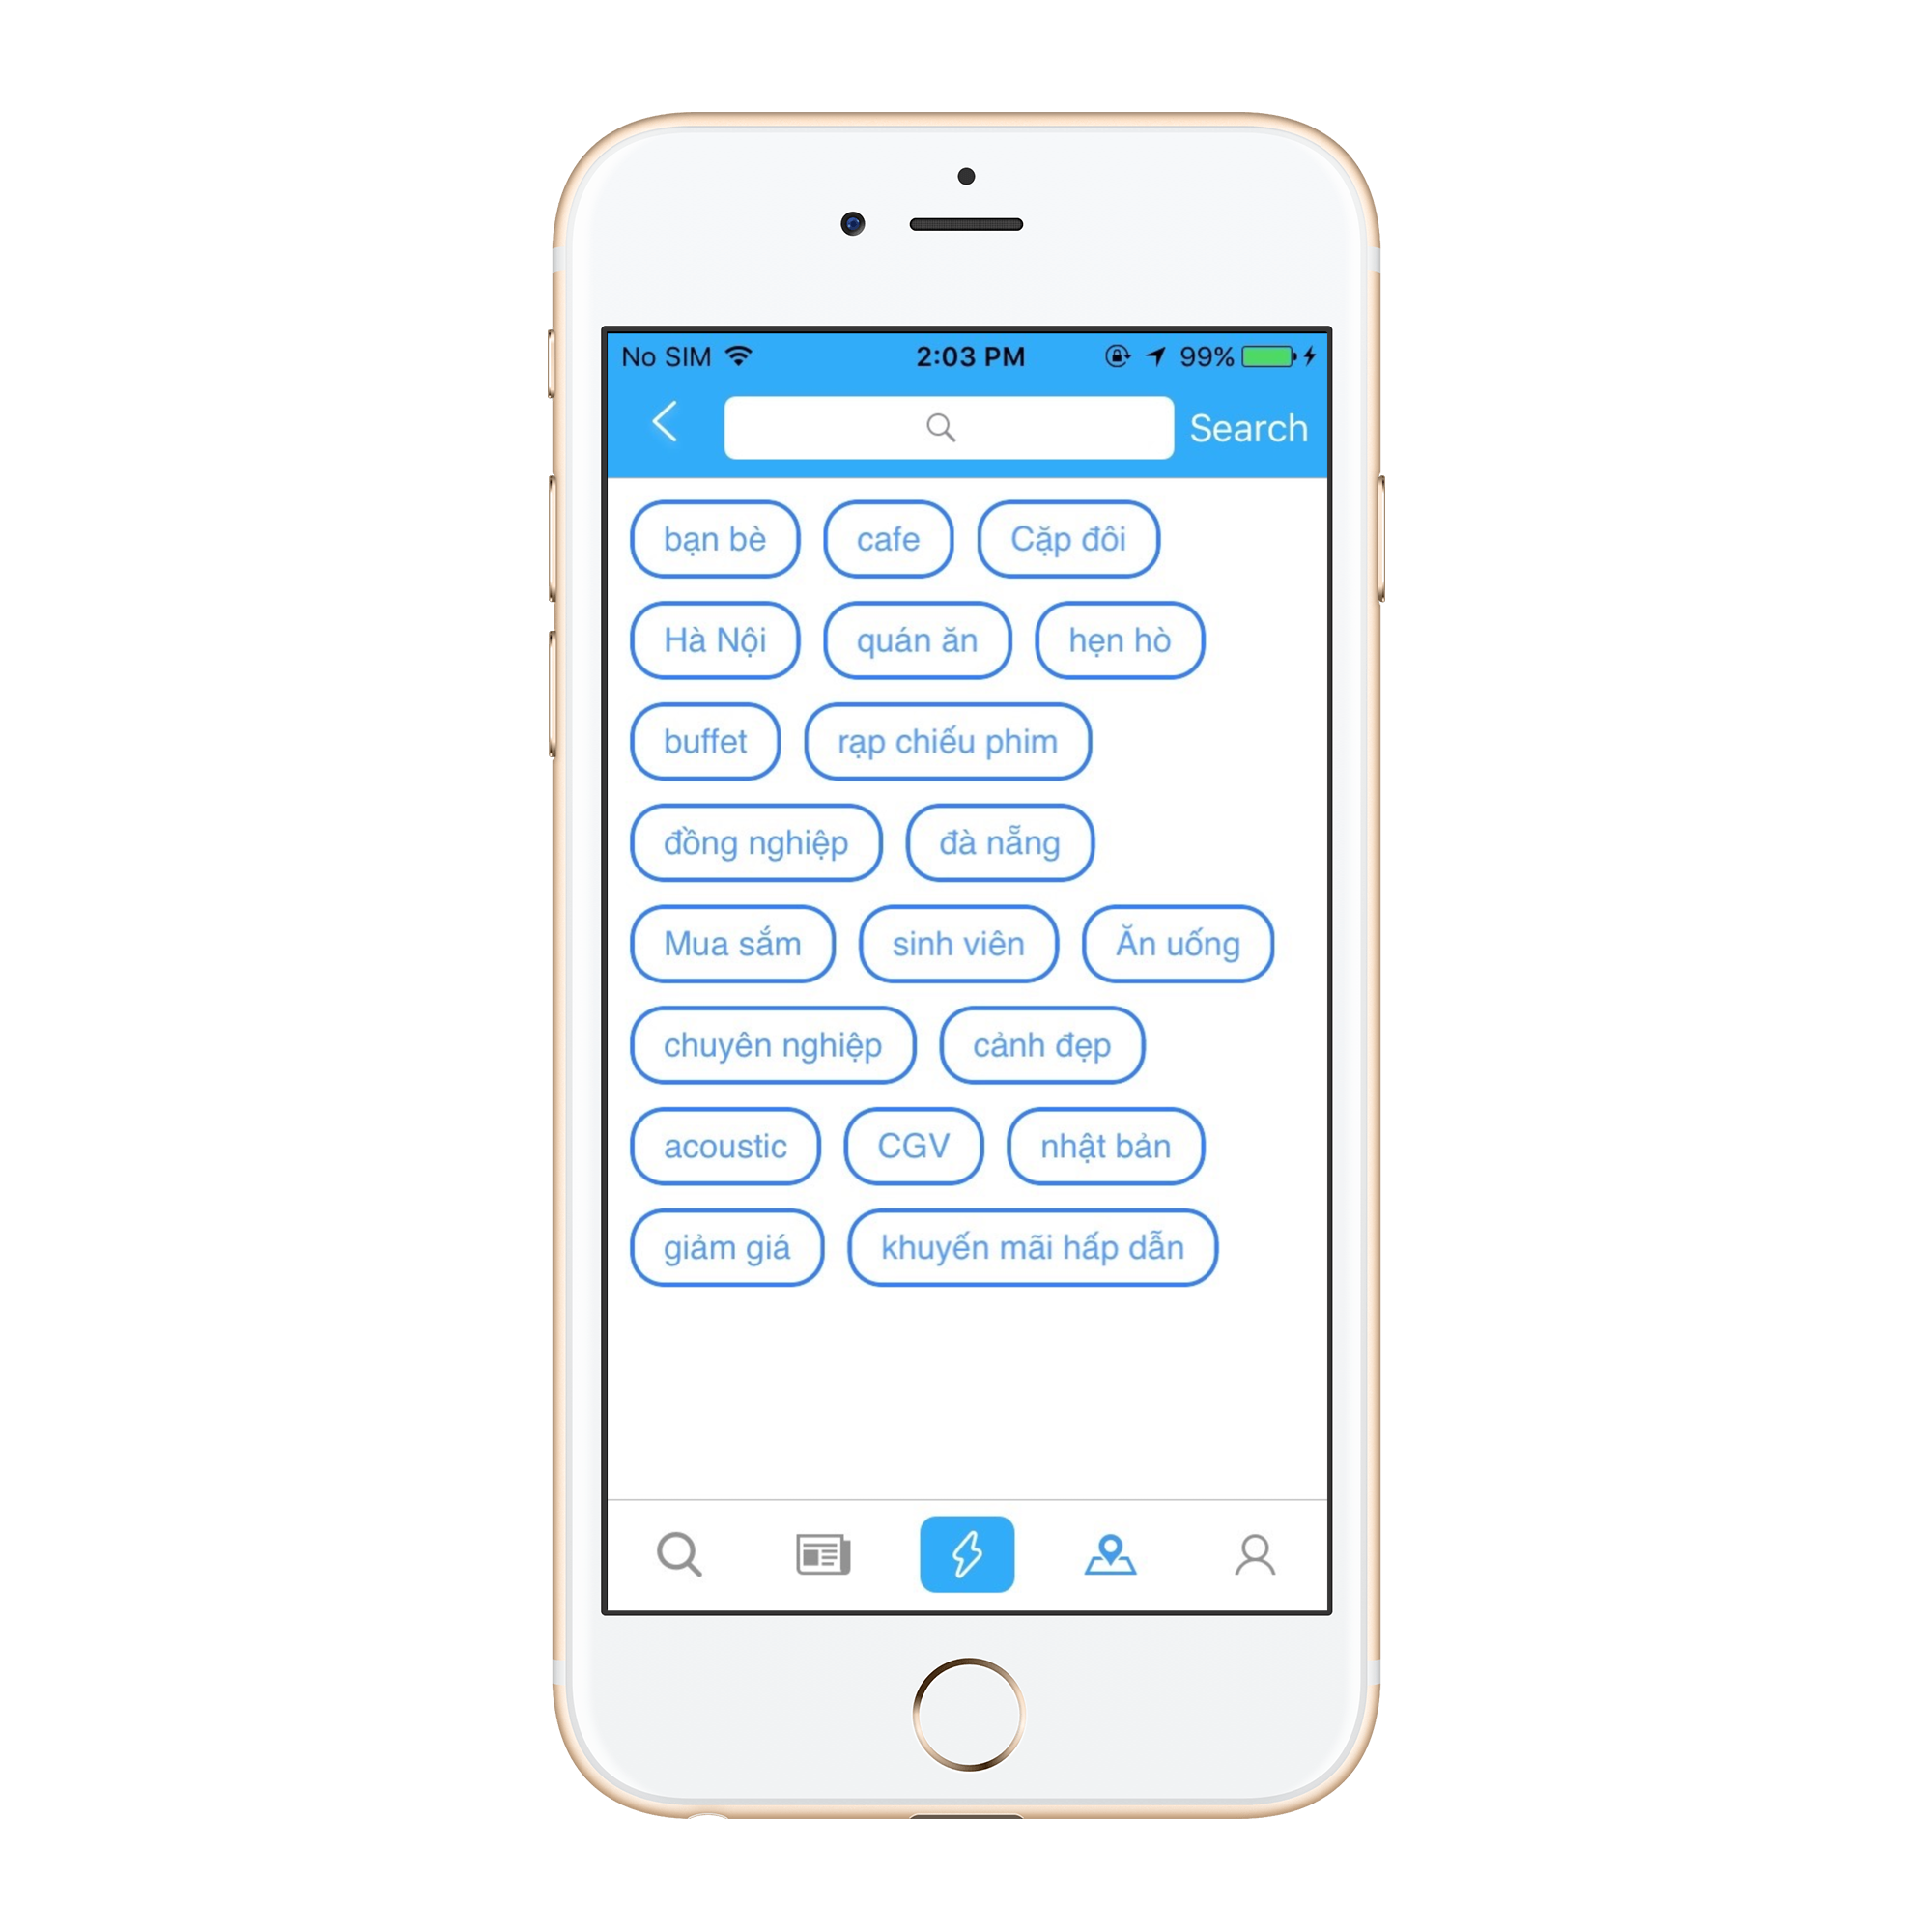 No SIM 2:03 PM 99%
Search
bạn bè cafe Cặp đôi
Hà Nội quán ăn hẹn hò
buffet rạp chiếu phim
đồng nghiệp đà nẵng
Mua sắm sinh viên Ăn uống
chuyên nghiệp cảnh đẹp
acoustic CGV nhật bản
giảm giá khuyến mãi hấp dẫn